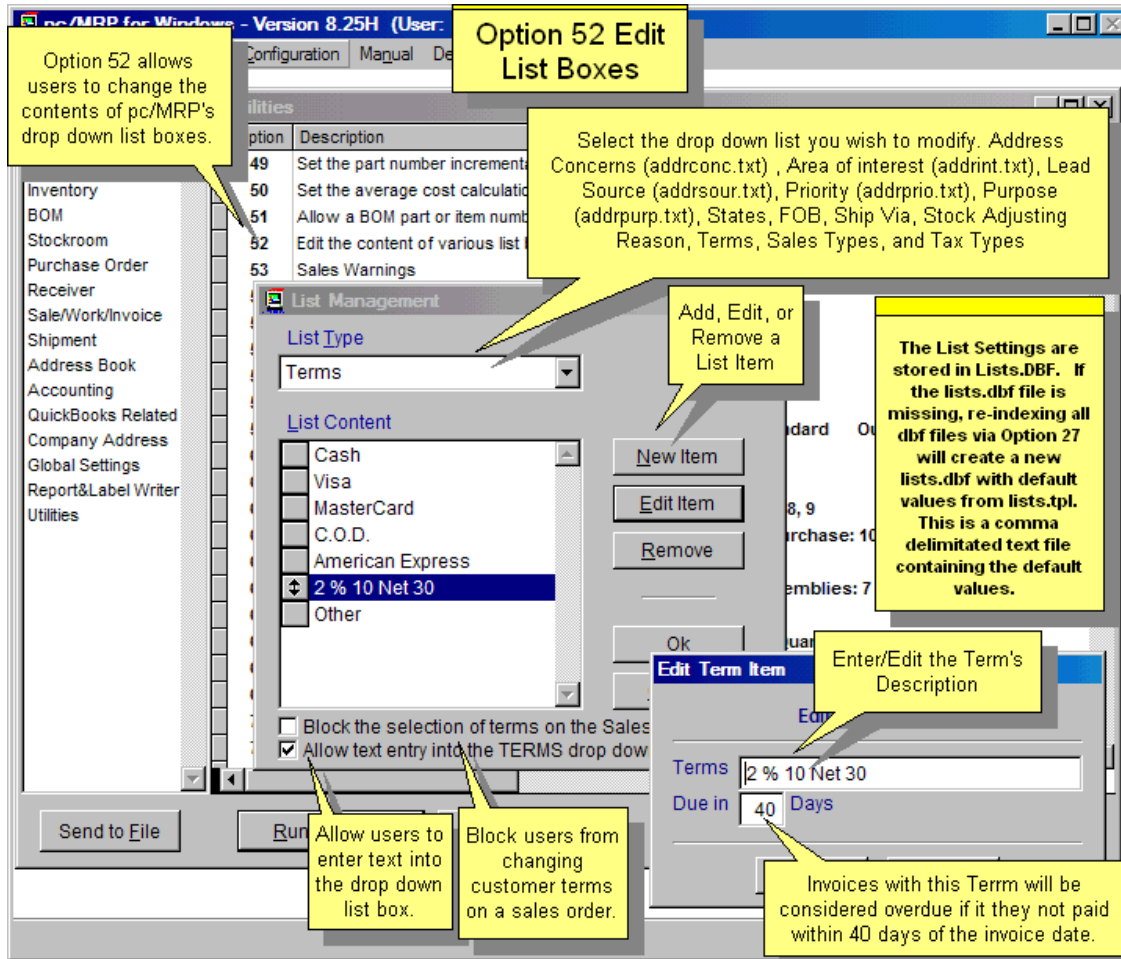 pc/MRP for Windows - Version 8.25H (User:
Option 52 Edit
List Boxes
Configuration Manual
Option 52 allows
users to change the
contents of pc/MRP's
drop down list boxes.
Description
Select the drop down list you wish to modify. Address
Concerns (addrconc.txt) , Area of interest (addrint.txt), Lead
Source (addrsour.txt), Priority (addrprio.txt), Purpose
(addrpurp.txt), States, FOB, Ship Via, Stock Adjusting
Reason, Terms, Sales Types, and Tax Types
49 Set the part number
50 Set the average cost
51 Allow a BOM part or item
52 Edit the content of various list
53 Sales Warnings
Inventory
BOM
Stockroom
Purchase Order
Receiver
Sale/Work/Invoice
Shipment
Address Book
Accounting
QuickBooks Related
Company Address
Global Settings
Report&Label Writer
Utilities
List Management
List Type
Terms
List Content
Cash
Visa
MasterCard
C.O.D.
American Express
2 % 10 Net 30
Other
Add, Edit, or
Remove a
List Item
New Item
Edit Item
Remove
Ok
Block the selection of terms on the Sales
Allow text entry into the TERMS drop
The List Settings are
stored in Lists.DBF. If
the lists.dbf file is
missing, re-indexing all
dbf files via Option 27
will create a new
lists.dbf with default
values from lists.tpl.
This is a comma
delimitated text file
containing the default
values.
8, 9
10
7
Edit Term Item
Enter/Edit the Term's
Description
Terms 2 % 10 Net 30
Due in 40 Days
Invoices with this Terrm will be
considered overdue if it they not paid
within 40 days of the invoice date.
Send to File
Allow users to
enter text into
the drop down
list box.
Block users from
changing
customer terms
on a sales order.